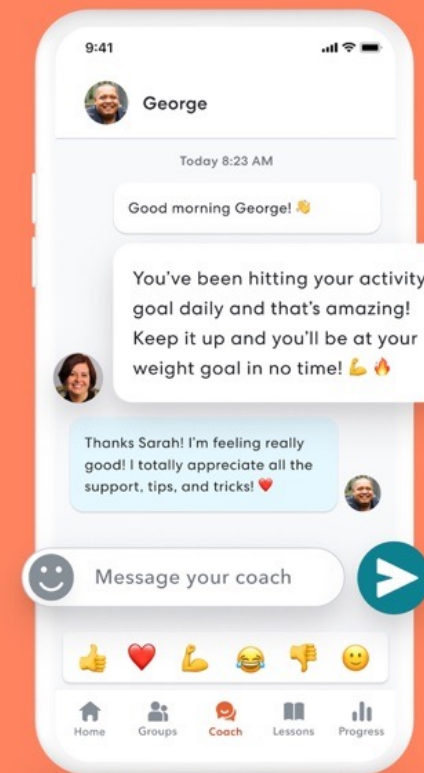 9:41
George
Today 8:23 AM
Good morning George! 👋
You've been hitting your activity
goal daily and that's amazing!
Keep it up and you'll be at your
weight goal in no time! 💪 🔥
Thanks Sarah! I'm feeling really
good! I totally appreciate all the
support, tips, and tricks! ❤️
Message your coach
Home Groups Coach Lessons Progress